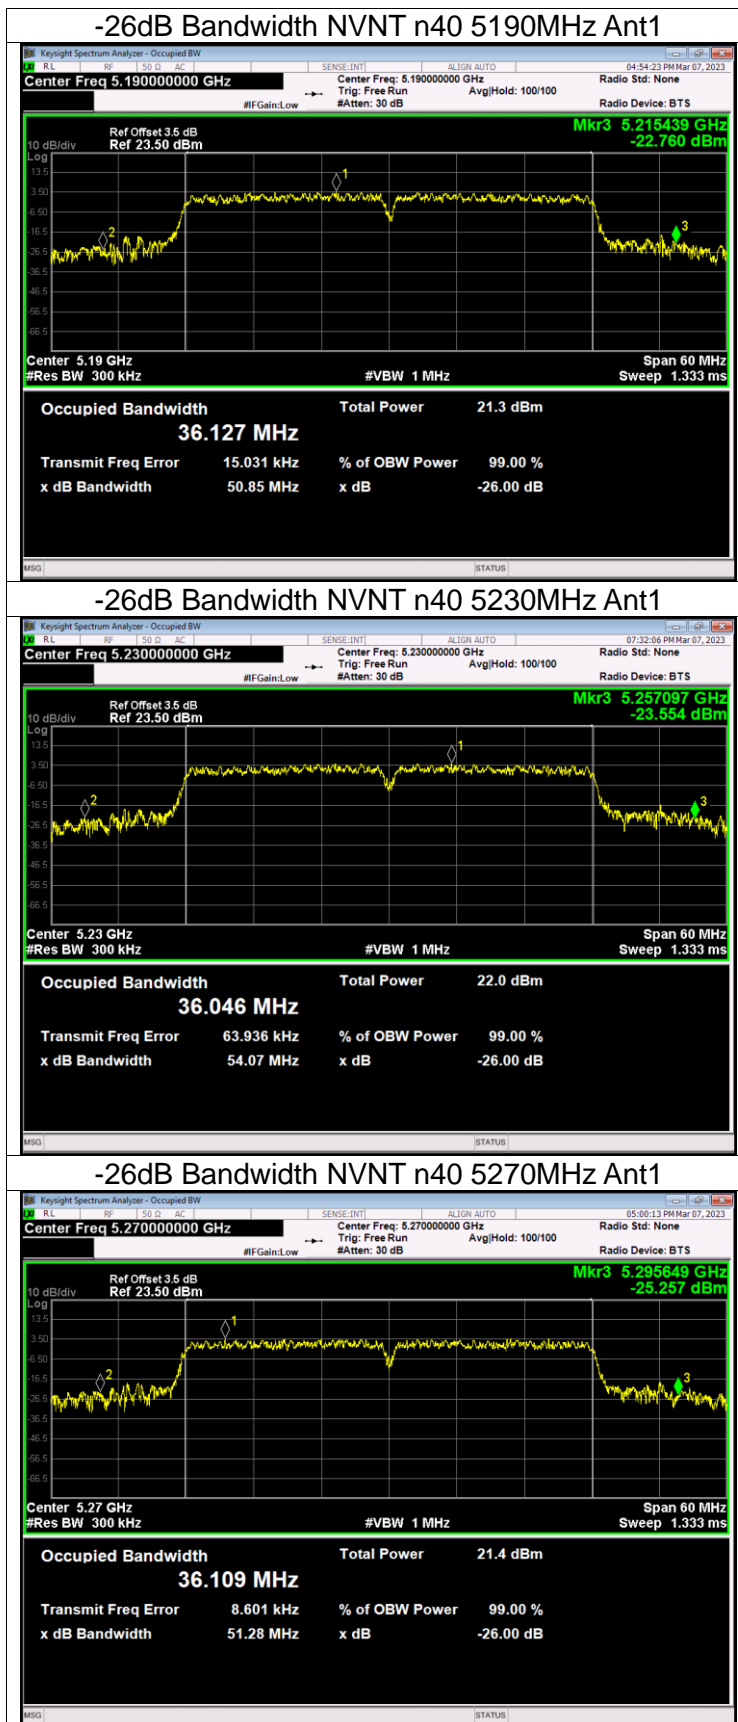 -26dB Bandwidth NVNT n40 5190MHz Ant1
Keysight Spectrum Analyzer - Occupied BW
RL RF 50 Ω AC SENSE:INT ALIGN AUTO 04:54:23 PM Mar 07, 2023
Center Freq 5.190000000 GHz Center Freq: 5.190000000 GHz Radio Std: None
Trig: Free Run Avg|Hold: 100/100
#IFGain:Low #Atten: 30 dB Radio Device: BTS
Mkr3 5.215439 GHz
-22.760 dBm
Ref Offset 3.5 dB
10 dB/div Ref 23.50 dBm
Log
13.5
3.50
-6.50
-16.5
-26.5
-36.5
-46.5
-56.5
-66.5
1
2
3
Center 5.19 GHz Span 60 MHz
#Res BW 300 kHz #VBW 1 MHz Sweep 1.333 ms
Occupied Bandwidth Total Power 21.3 dBm
36.127 MHz
Transmit Freq Error 15.031 kHz % of OBW Power 99.00 %
x dB Bandwidth 50.85 MHz x dB -26.00 dB
MSG STATUS
-26dB Bandwidth NVNT n40 5230MHz Ant1
Keysight Spectrum Analyzer - Occupied BW
RL RF 50 Ω AC SENSE:INT ALIGN AUTO 07:32:06 PM Mar 07, 2023
Center Freq 5.230000000 GHz Center Freq: 5.230000000 GHz Radio Std: None
Trig: Free Run Avg|Hold: 100/100
#IFGain:Low #Atten: 30 dB Radio Device: BTS
Mkr3 5.257097 GHz
-23.554 dBm
Ref Offset 3.5 dB
10 dB/div Ref 23.50 dBm
Log
13.5
3.50
-6.50
-16.5
-26.5
-36.5
-46.5
-56.5
-66.5
1
2
3
Center 5.23 GHz Span 60 MHz
#Res BW 300 kHz #VBW 1 MHz Sweep 1.333 ms
Occupied Bandwidth Total Power 22.0 dBm
36.046 MHz
Transmit Freq Error 63.936 kHz % of OBW Power 99.00 %
x dB Bandwidth 54.07 MHz x dB -26.00 dB
MSG STATUS
-26dB Bandwidth NVNT n40 5270MHz Ant1
Keysight Spectrum Analyzer - Occupied BW
RL RF 50 Ω AC SENSE:INT ALIGN AUTO 05:00:13 PM Mar 07, 2023
Center Freq 5.270000000 GHz Center Freq: 5.270000000 GHz Radio Std: None
Trig: Free Run Avg|Hold: 100/100
#IFGain:Low #Atten: 30 dB Radio Device: BTS
Mkr3 5.295649 GHz
-25.257 dBm
Ref Offset 3.5 dB
10 dB/div Ref 23.50 dBm
Log
13.5
3.50
-6.50
-16.5
-26.5
-36.5
-46.5
-56.5
-66.5
1
2
3
Center 5.27 GHz Span 60 MHz
#Res BW 300 kHz #VBW 1 MHz Sweep 1.333 ms
Occupied Bandwidth Total Power 21.4 dBm
36.109 MHz
Transmit Freq Error 8.601 kHz % of OBW Power 99.00 %
x dB Bandwidth 51.28 MHz x dB -26.00 dB
MSG STATUS